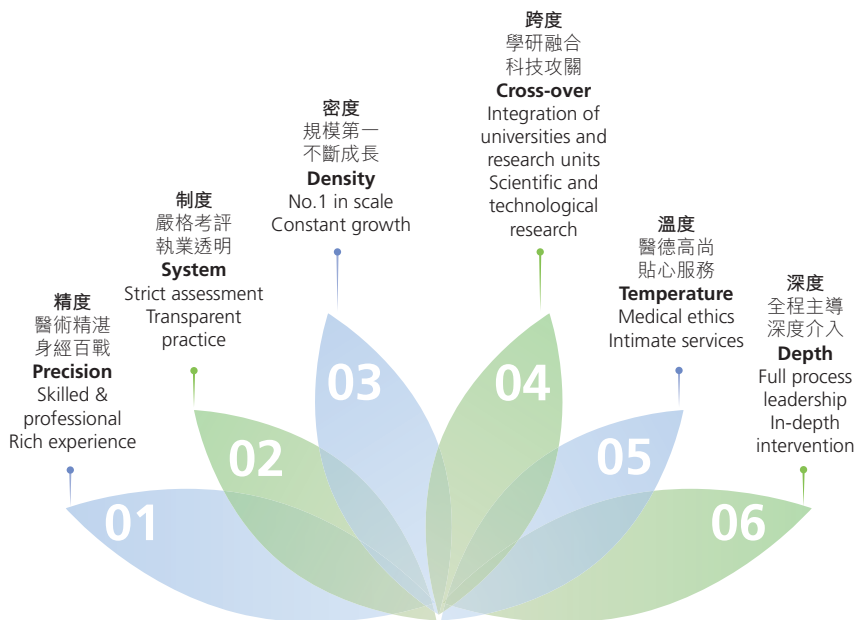 精度
醫術精湛
身經百戰
Precision
Skilled &
professional
Rich experience
01
制度
嚴格考評
執業透明
System
Strict assessment
Transparent
practice
02
密度
規模第一
不斷成長
Density
No.1 in scale
Constant growth
03
跨度
學研融合
科技攻關
Cross-over
Integration of
universities and
research units
Scientific and
technological
research
04
溫度
醫德高尚
貼心服務
Temperature
Medical ethics
Intimate services
05
深度
全程主導
深度介入
Depth
Full process
leadership
In-depth
intervention
06